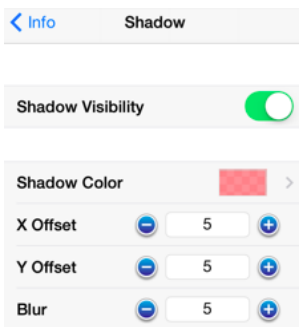 Info Shadow
Shadow Visibility
Shadow Color
X Offset 5
Y Offset 5
Blur 5